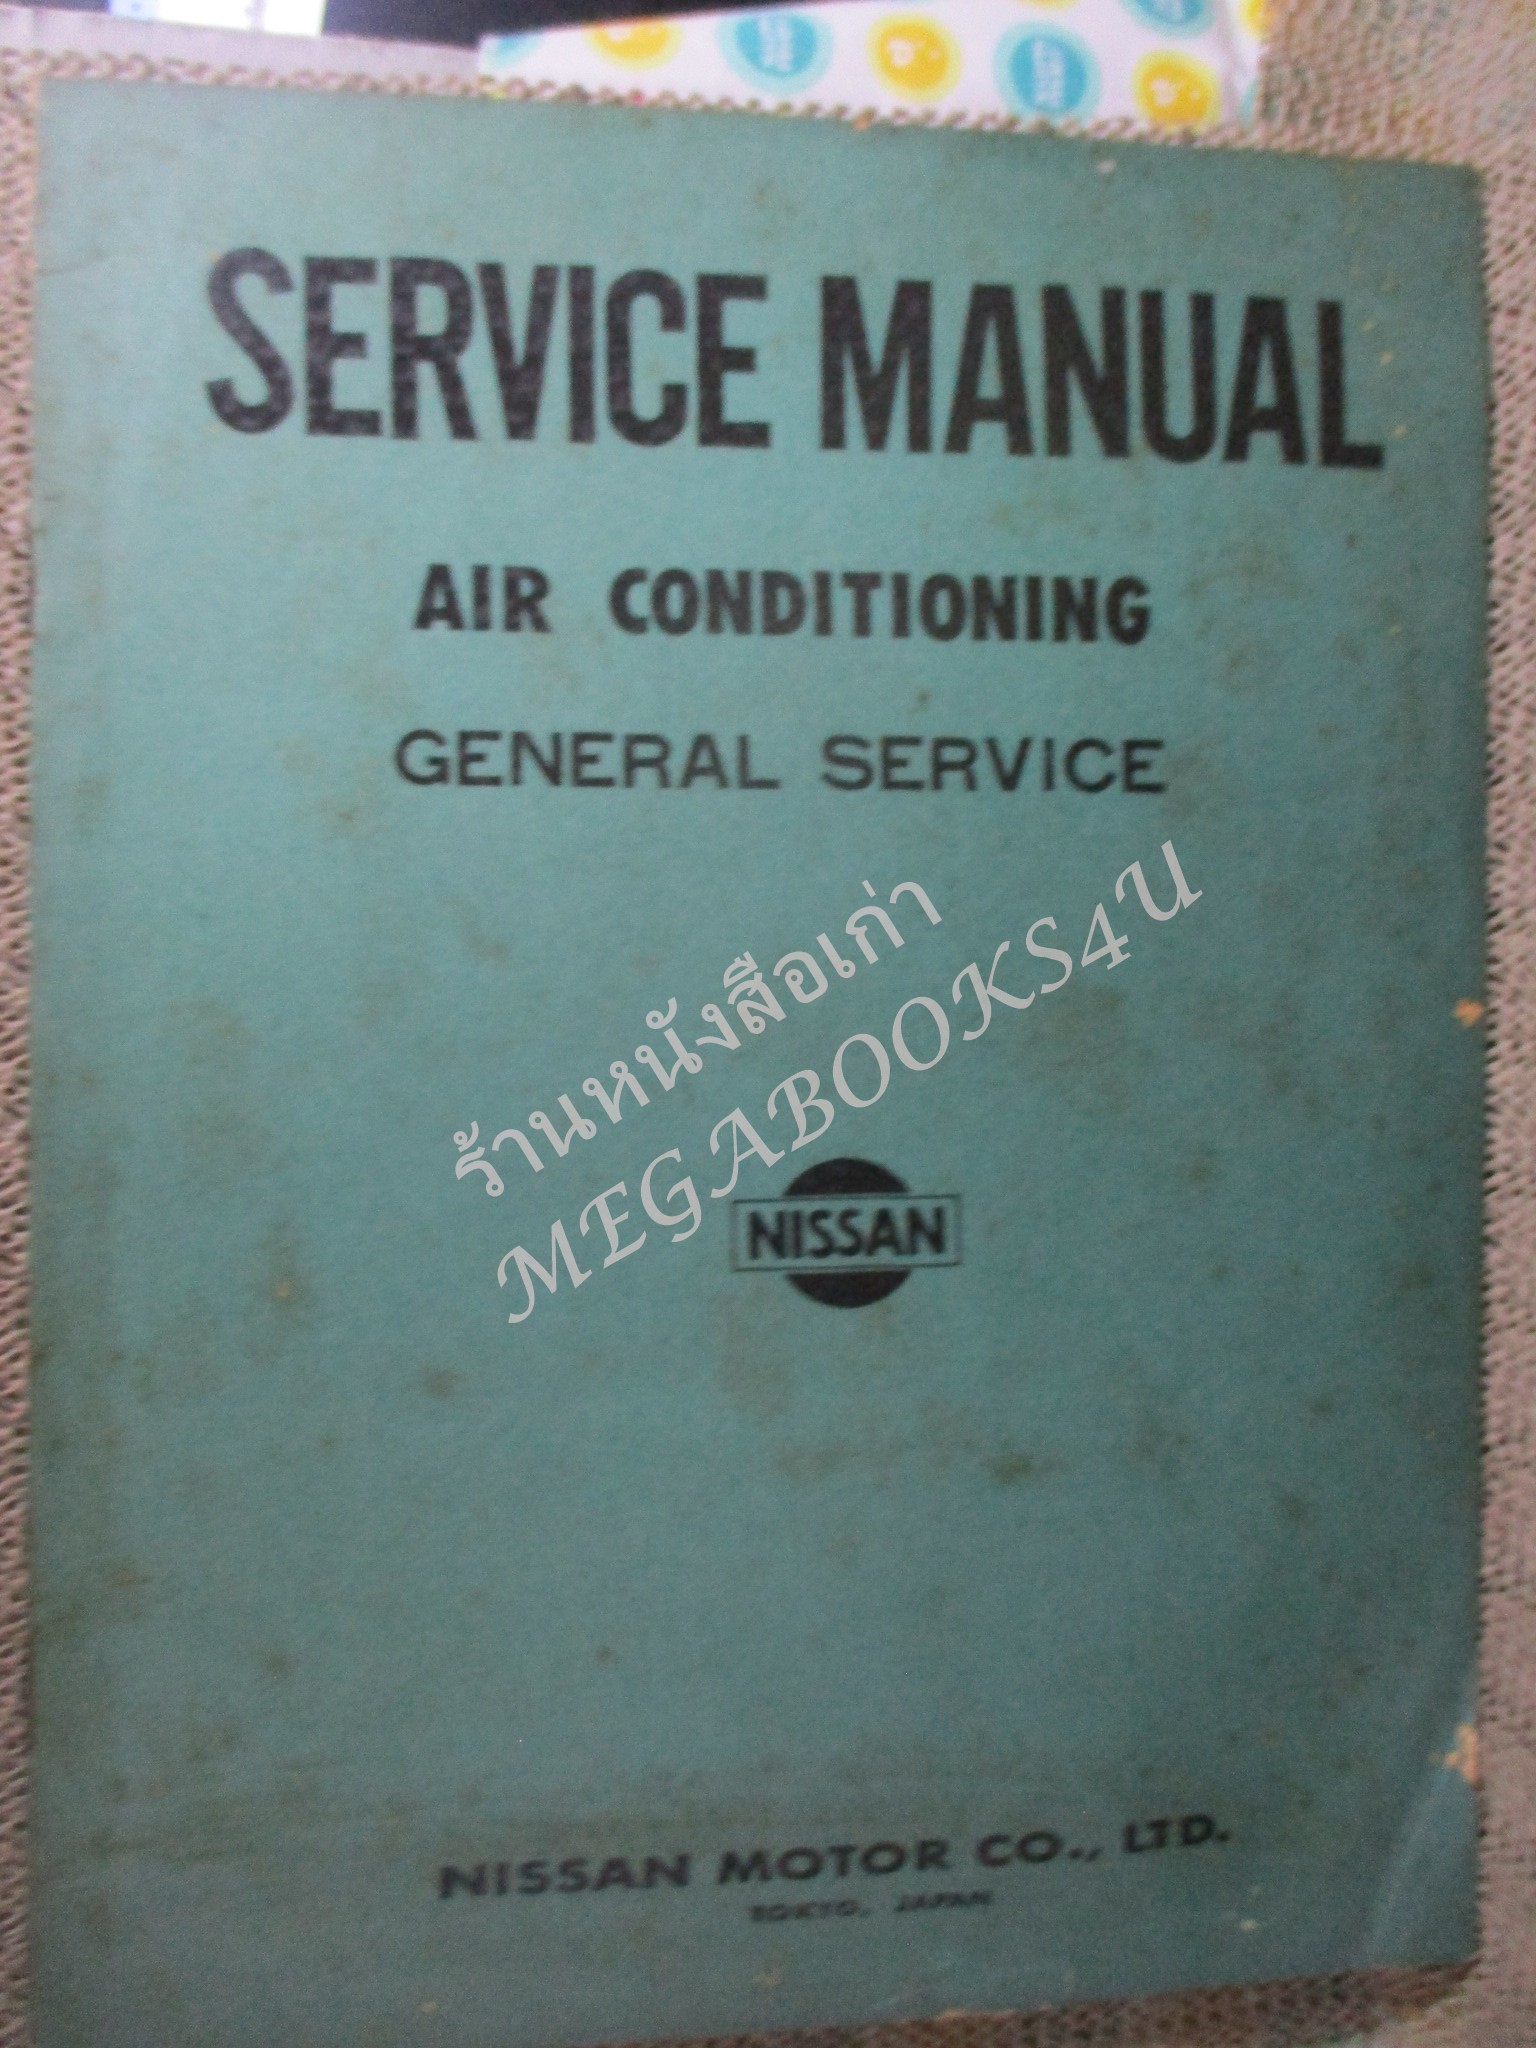 SERVICE MANUAL
AIR CONDITIONING
GENERAL SERVICE
ร้านหนังสือเก่า
MEGABOOKS4U
NISSAN
NISSAN MOTOR CO., LTD.
TOKYO, JAPAN